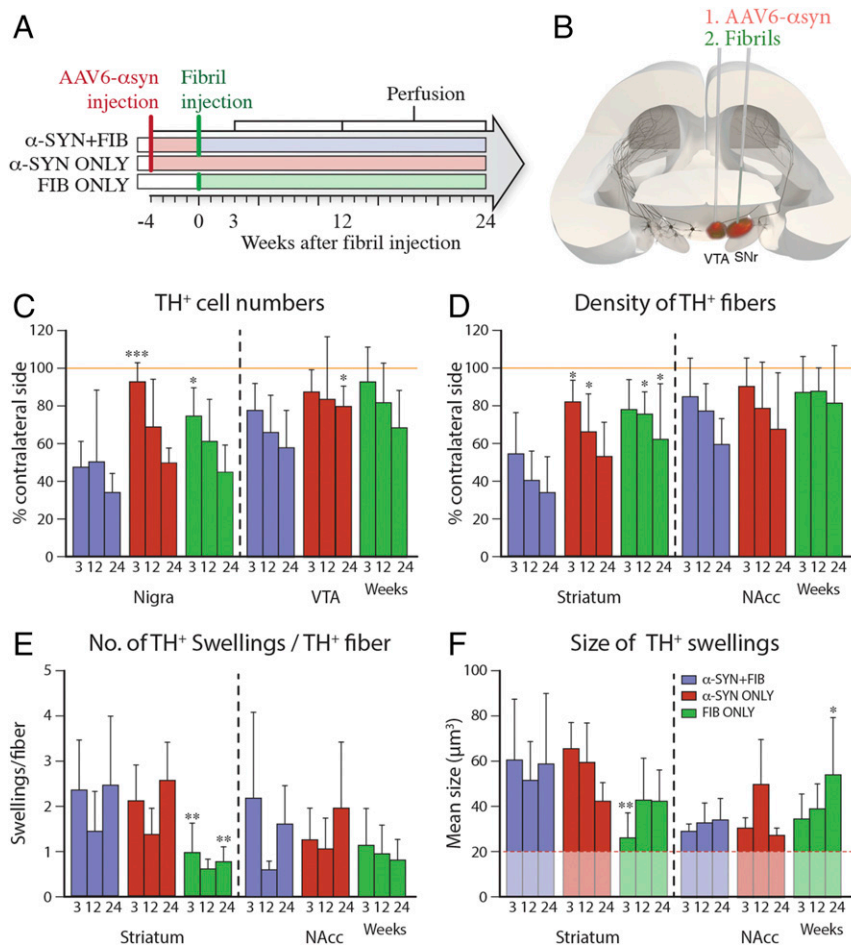 A
AAV6-αsyn
injection
Fibril
injection
Perfusion
α-SYN+FIB
α-SYN ONLY
FIB ONLY
-4 0 3 12 24
Weeks after fibril injection
B
1. AAV6-αsyn
2. Fibrils
VTA SNr
C TH⁺ cell numbers
% contralateral side
120
100
80
60
40
20
0
***
*
*
3 12 24 3 12 24 3 12 24 3 12 24 3 12 24 3 12 24
Nigra VTA Weeks
D Density of TH⁺ fibers
% contralateral side
120
100
80
60
40
20
0
* * * *
3 12 24 3 12 24 3 12 24 3 12 24 3 12 24 3 12 24
Striatum NAcc Weeks
E No. of TH⁺ Swellings / TH⁺ fiber
Swellings/fiber
5
4
3
2
1
0
** **
3 12 24 3 12 24 3 12 24 3 12 24 3 12 24 3 12 24
Striatum NAcc Weeks
F Size of TH⁺ swellings
Mean size (μm³)
100
80
60
40
20
0
α-SYN+FIB
α-SYN ONLY
FIB ONLY
**
*
3 12 24 3 12 24 3 12 24 3 12 24 3 12 24 3 12 24
Striatum NAcc Weeks